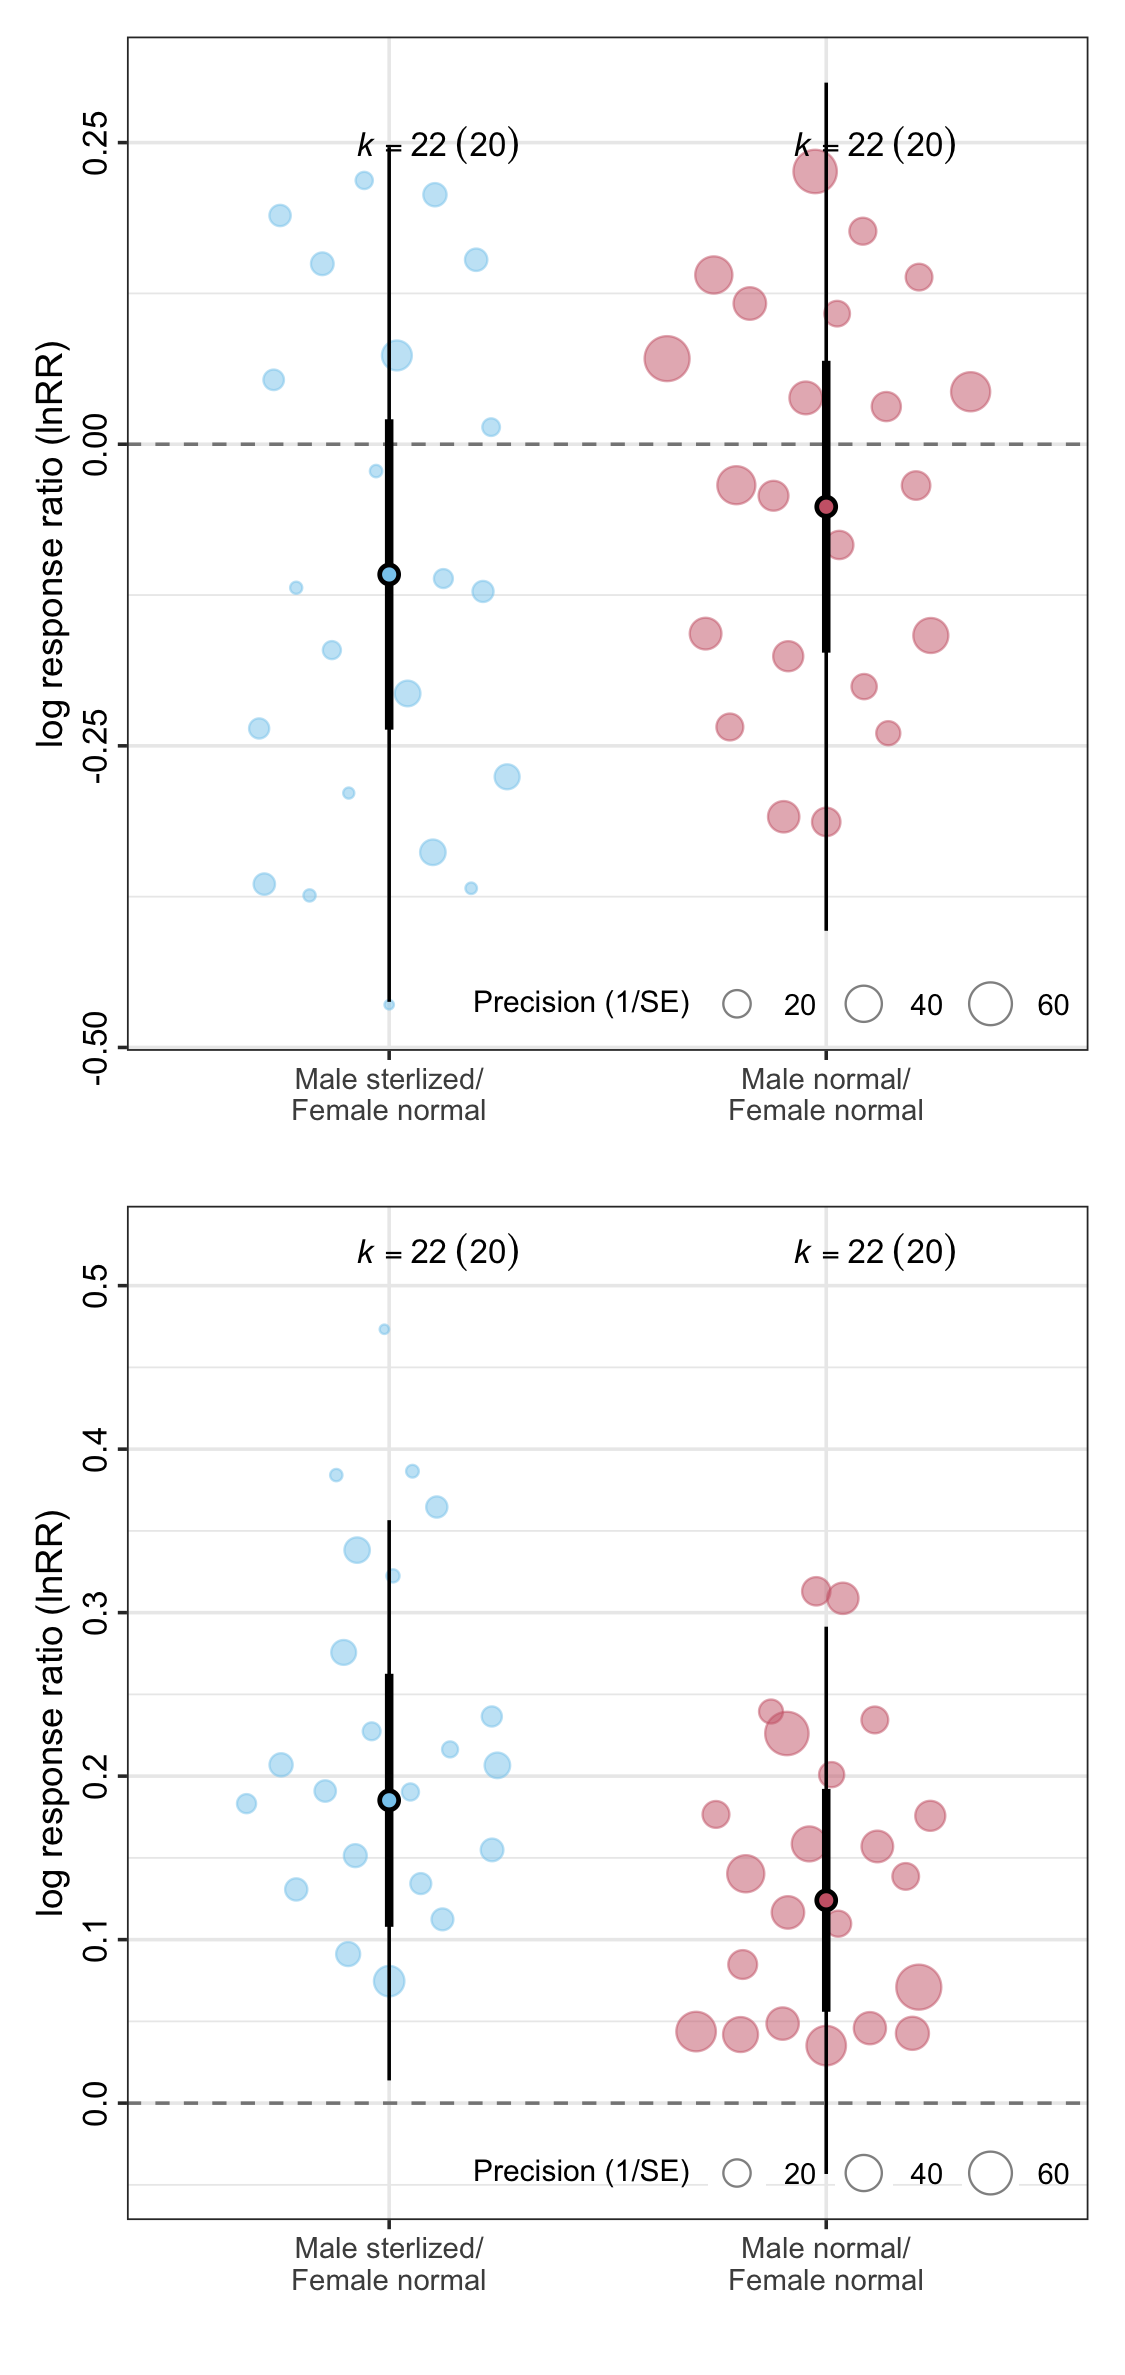 k = 22 (20) k = 22 (20)
0.25
0.00
-0.25
-0.50
log response ratio (lnRR)
Precision (1/SE) 20 40 60
Male sterlized/ Male normal/
Female normal Female normal
k = 22 (20) k = 22 (20)
0.5
0.4
0.3
0.2
0.1
0.0
log response ratio (lnRR)
Precision (1/SE) 20 40 60
Male sterlized/ Male normal/
Female normal Female normal